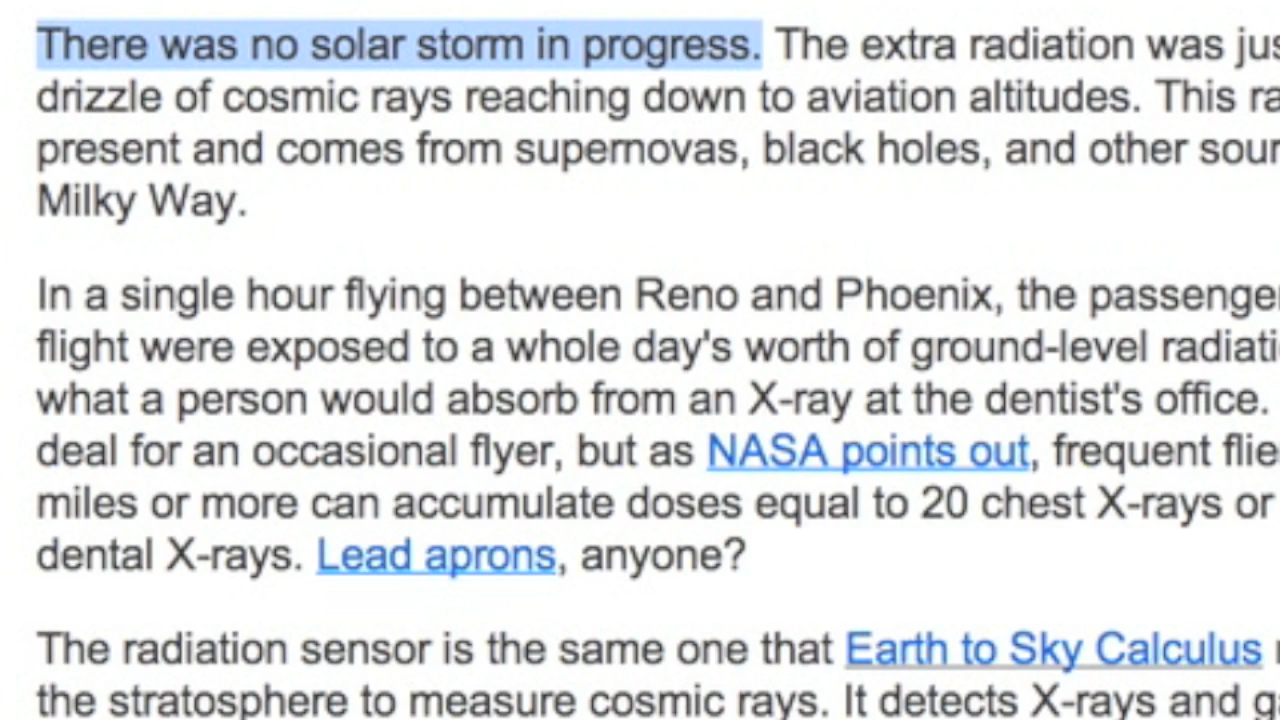 There was no solar storm in progress. The extra radiation was jus
drizzle of cosmic rays reaching down to aviation altitudes. This ra
present and comes from supernovas, black holes, and other sour
Milky Way.
In a single hour flying between Reno and Phoenix, the passenger
flight were exposed to a whole day's worth of ground-level radiati
what a person would absorb from an X-ray at the dentist's office.
deal for an occasional flyer, but as NASA points out, frequent flie
miles or more can accumulate doses equal to 20 chest X-rays or
dental X-rays. Lead aprons, anyone?
The radiation sensor is the same one that Earth to Sky Calculus
the stratosphere to measure cosmic rays. It detects X-rays and g